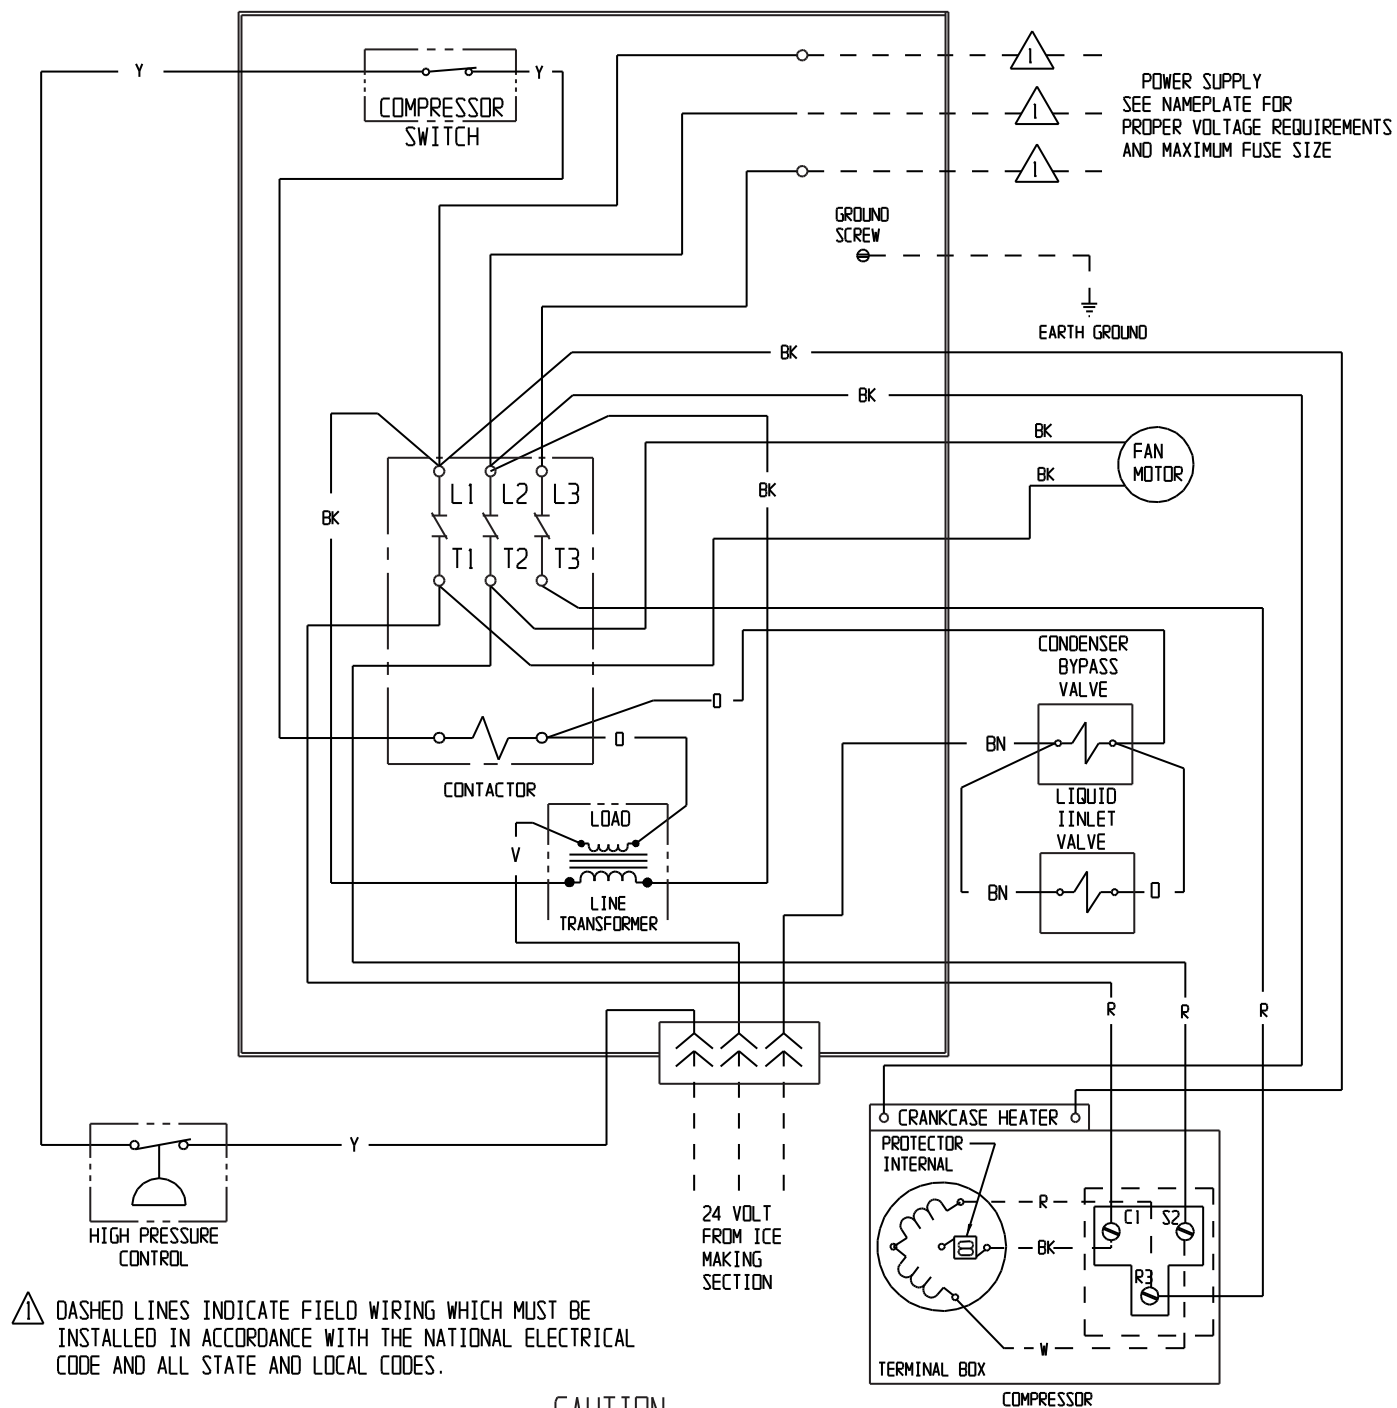 Y
Y
COMPRESSOR
SWITCH
1
1
1
POWER SUPPLY
SEE NAMEPLATE FOR
PROPER VOLTAGE REQUIREMENTS
AND MAXIMUM FUSE SIZE
GROUND
SCREW
EARTH GROUND
BK
BK
BK
BK
FAN
MOTOR
BK
BK
L1 L2 L3
T1 T2 T3
CONDENSER
BYPASS
VALVE
O
O
BN
CONTACTOR
LIQUID
IINLET
VALVE
LOAD
V
BN
O
LINE
TRANSFORMER
R
R
R
CRANKCASE HEATER
PROTECTOR
INTERNAL
Y
HIGH PRESSURE
CONTROL
24 VOLT
FROM ICE
MAKING
SECTION
R
C1
S2
BK
R3
W
TERMINAL BOX
COMPRESSOR
1 DASHED LINES INDICATE FIELD WIRING WHICH MUST BE
INSTALLED IN ACCORDANCE WITH THE NATIONAL ELECTRICAL
CODE AND ALL STATE AND LOCAL CODES.
CAUTION